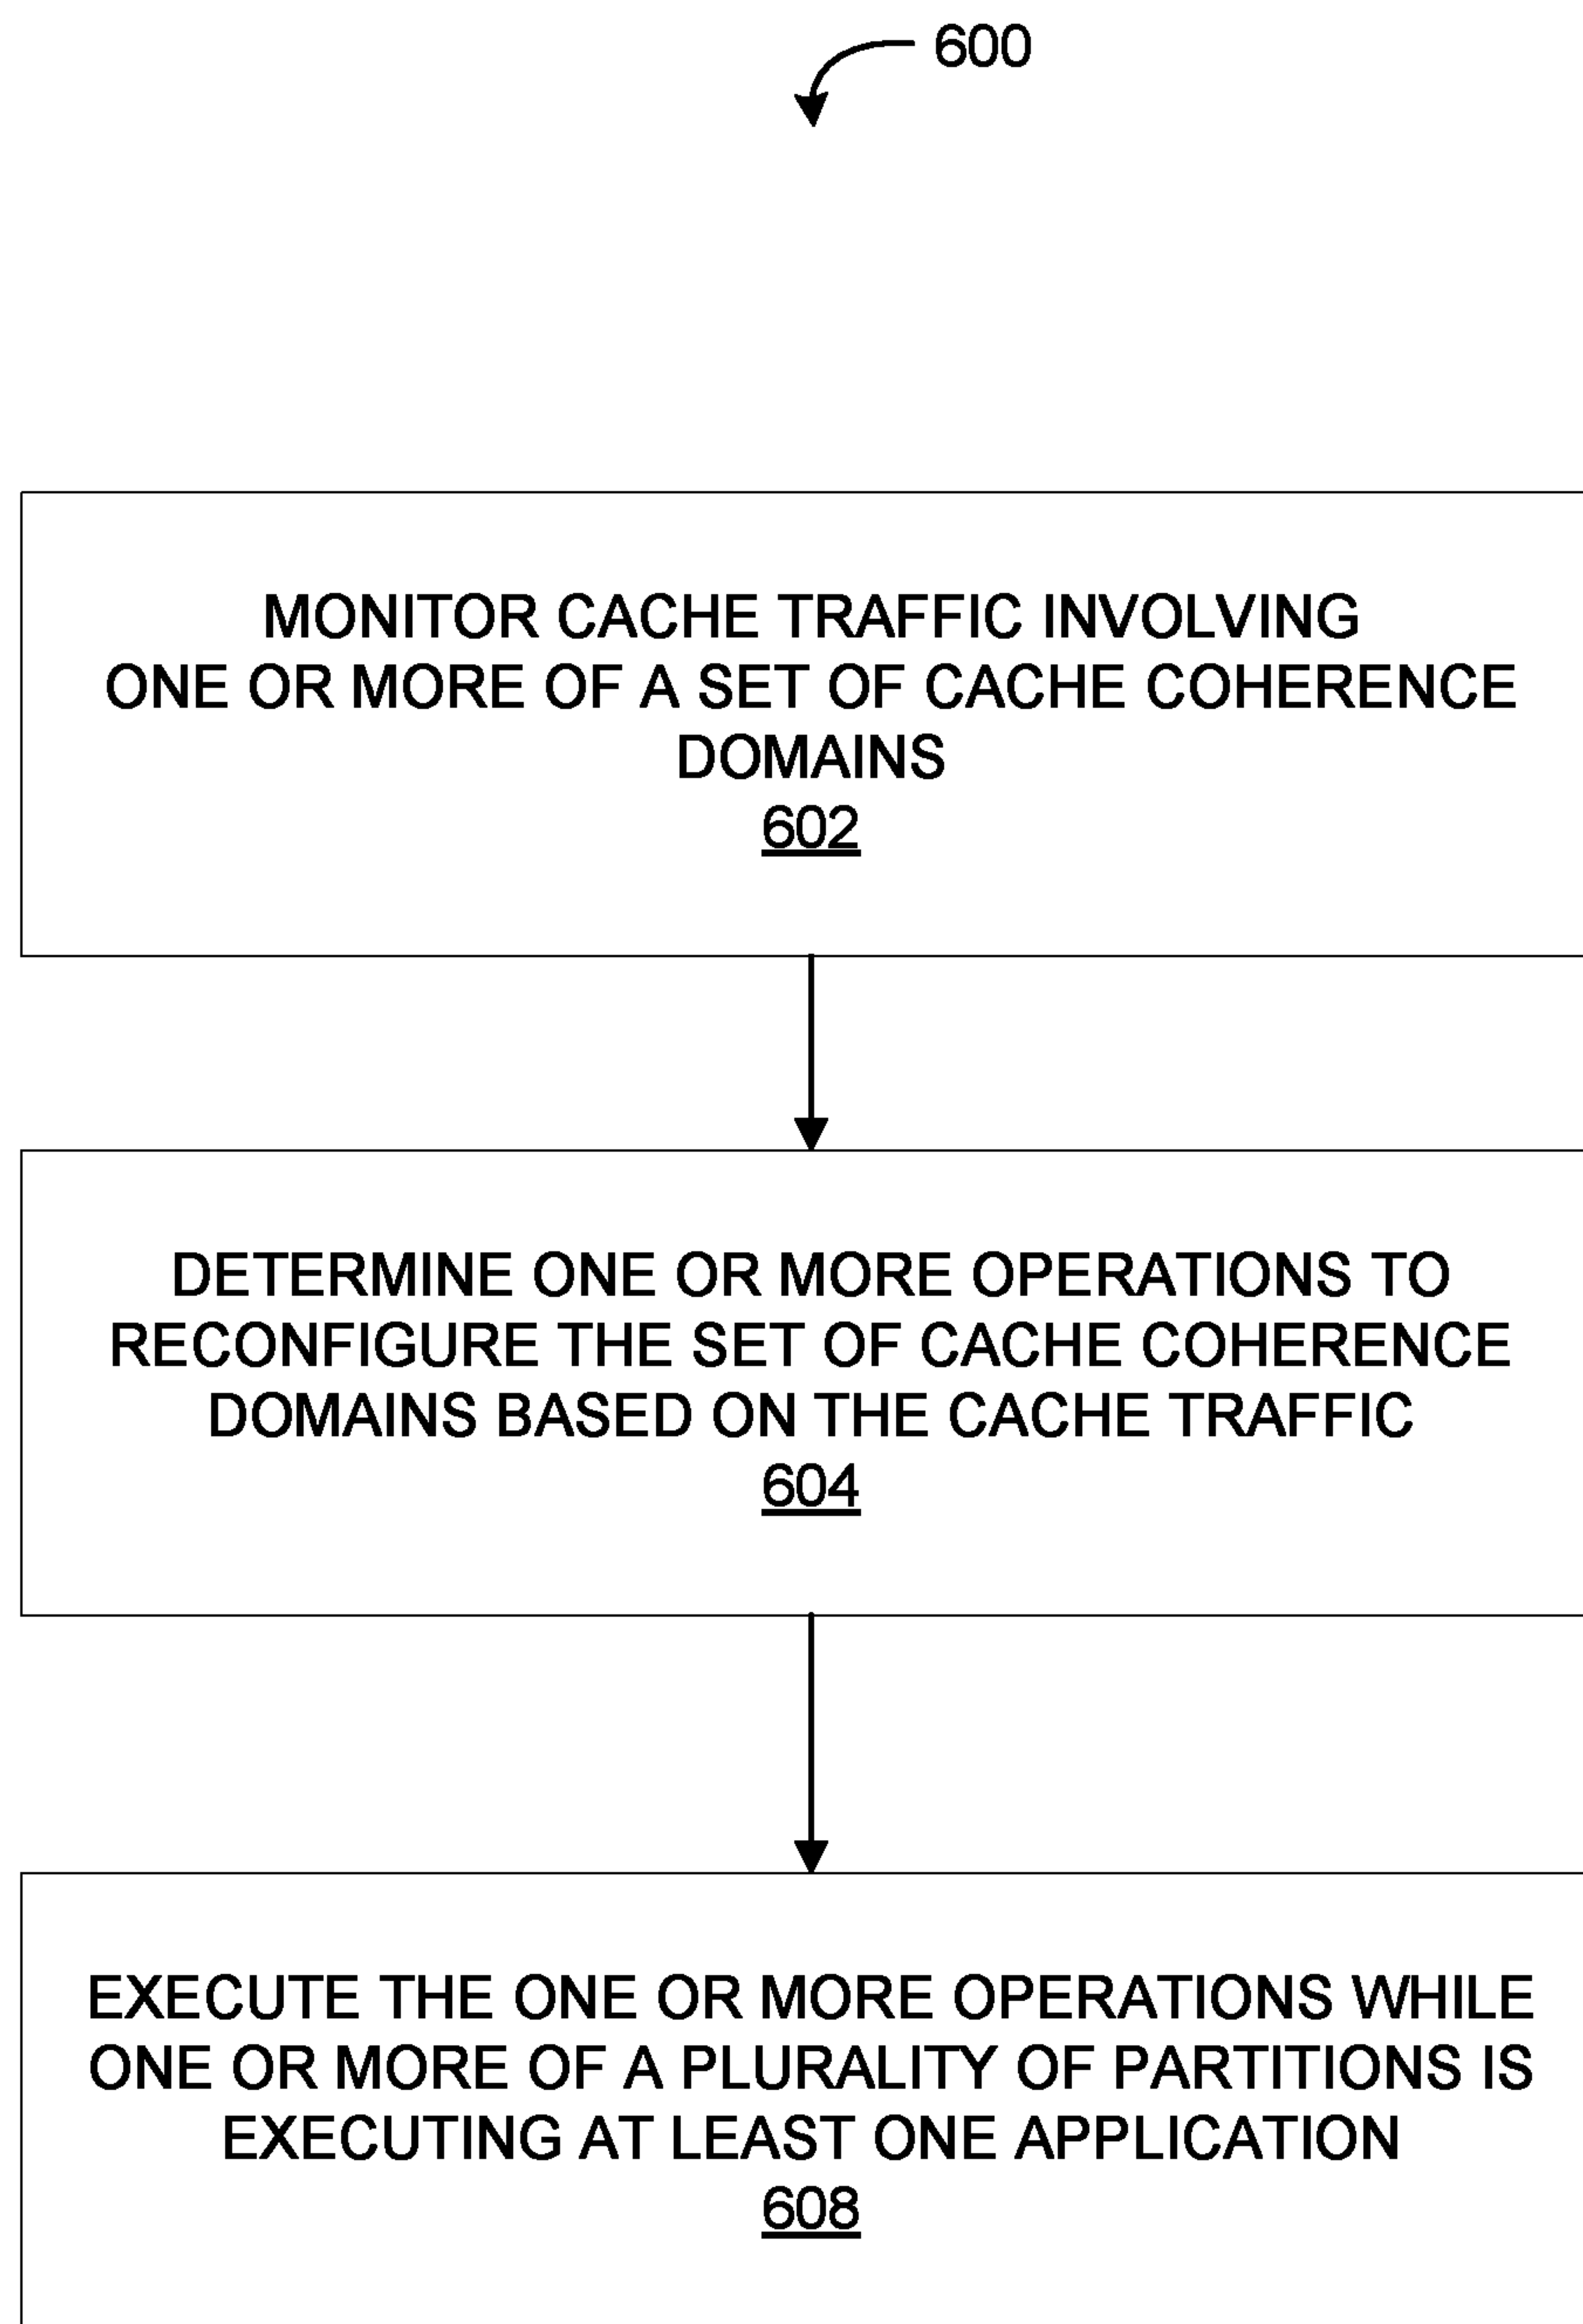 600
MONITOR CACHE TRAFFIC INVOLVING
ONE OR MORE OF A SET OF CACHE COHERENCE
DOMAINS
602
DETERMINE ONE OR MORE OPERATIONS TO
RECONFIGURE THE SET OF CACHE COHERENCE
DOMAINS BASED ON THE CACHE TRAFFIC
604
EXECUTE THE ONE OR MORE OPERATIONS WHILE
ONE OR MORE OF A PLURALITY OF PARTITIONS IS
EXECUTING AT LEAST ONE APPLICATION
608